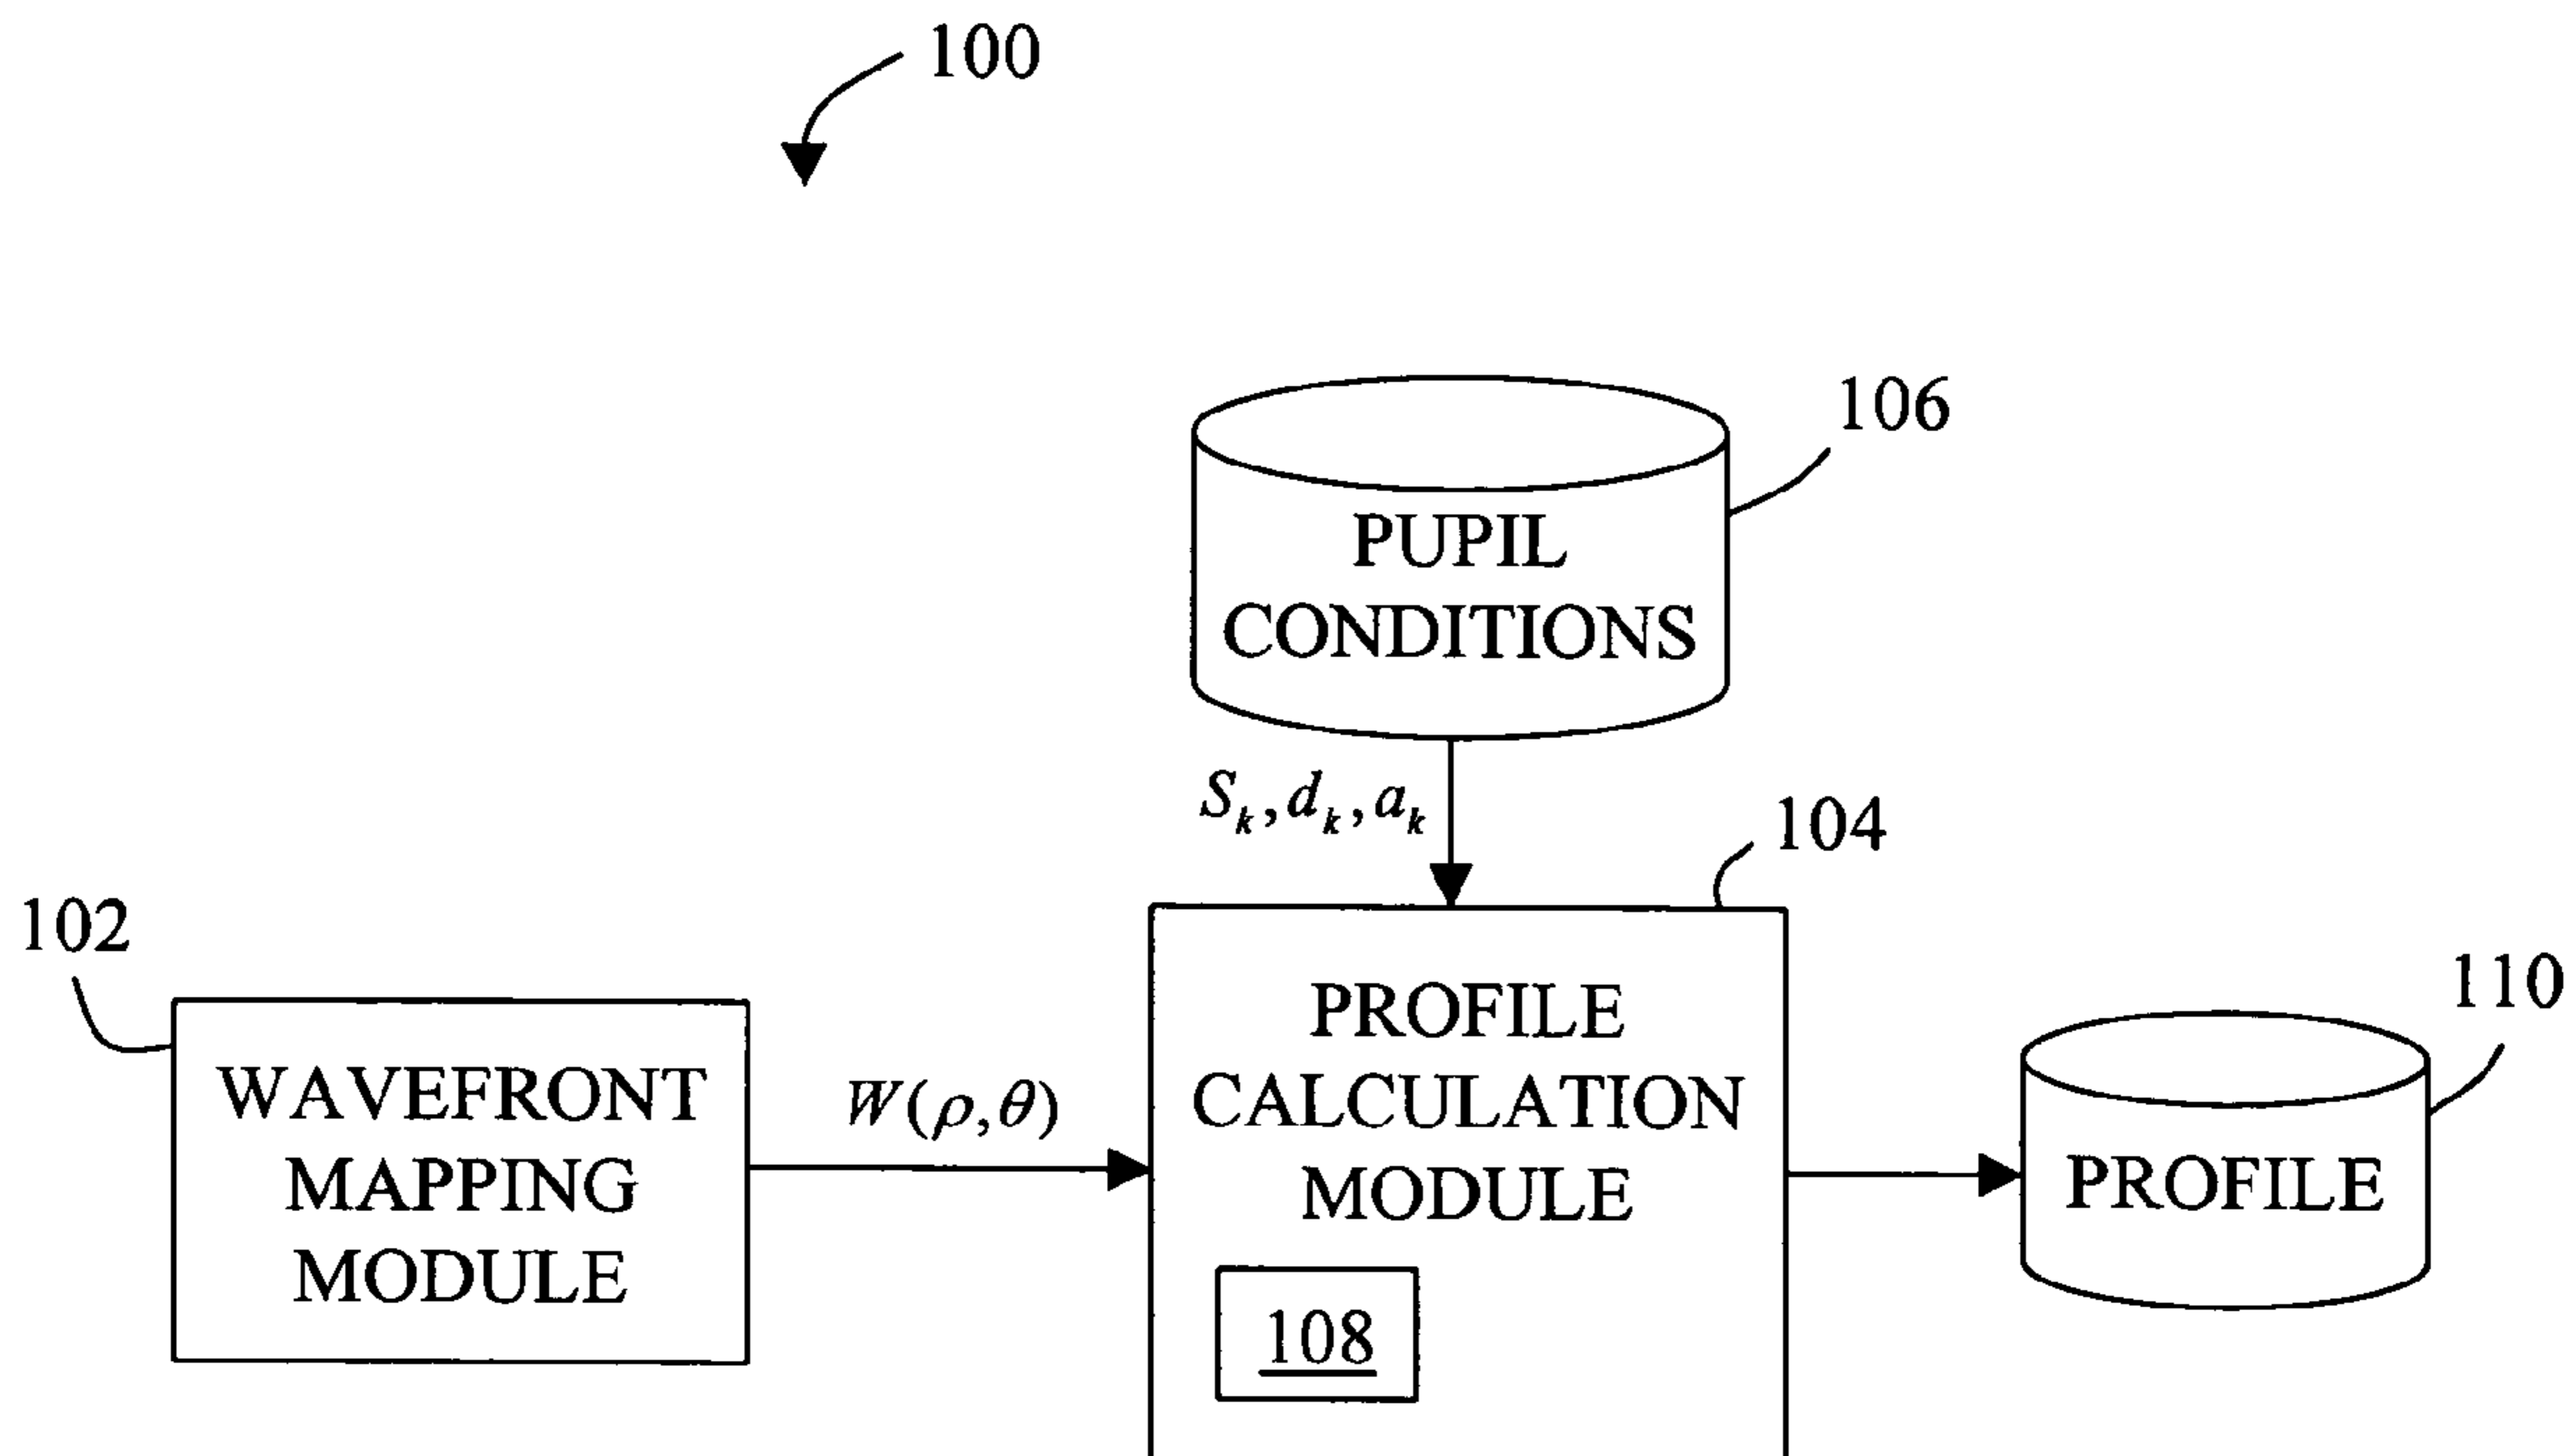 100
106
PUPIL
CONDITIONS
S_k, d_k, a_k
104
102
WAVEFRONT
MAPPING
MODULE
W(ρ,θ)
PROFILE
CALCULATION
MODULE
108
110
PROFILE